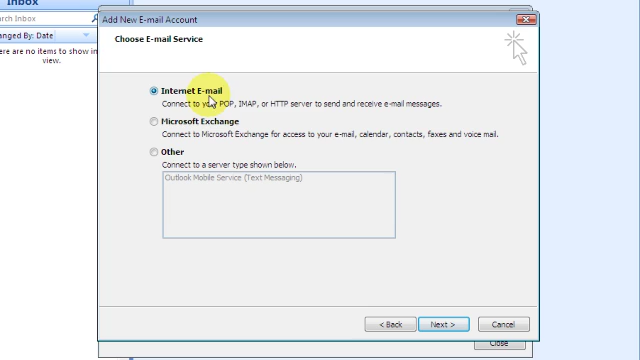 Inbox
earch Inbox
anged By: Date
ere are no items to show in
view.
Add New E-mail Account
Choose E-mail Service
Internet E-mail
Connect to your POP, IMAP, or HTTP server to send and receive e-mail messages.
Microsoft Exchange
Connect to Microsoft Exchange for access to your e-mail, calendar, contacts, faxes and voice mail.
Other
Connect to a server type shown below.
Outlook Mobile Service (Text Messaging)
< Back
Next >
Cancel
Close